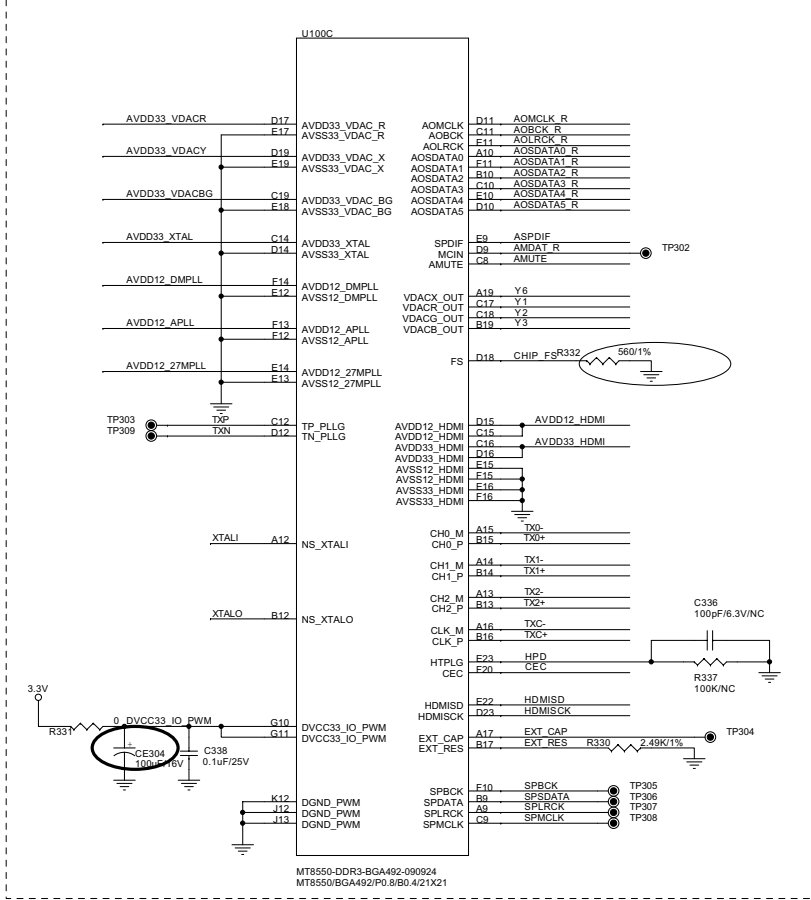 U100C
AVDD33_VDACR D17 AVDD33_VDAC_R
E17 AVSS33_VDAC_R
AVDD33_VDACY D19 AVDD33_VDAC_X
E19 AVSS33_VDAC_X
AVDD33_VDACBG C19 AVDD33_VDAC_BG
E18 AVSS33_VDAC_BG
AVDD33_XTAL C14 AVDD33_XTAL
D14 AVSS33_XTAL
AVDD12_DMPLL F14 AVDD12_DMPLL
E12 AVSS12_DMPLL
AVDD12_APLL F13 AVDD12_APLL
F12 AVSS12_APLL
AVDD12_27MPLL E14 AVDD12_27MPLL
E13 AVSS12_27MPLL
TP303 TXP C12 TP_PLLG
TP309 TXN D12 TN_PLLG
XTALI A12 NS_XTALI
XTALO B12 NS_XTALO
3.3V
R331 0 DVCC33_IO_PWM G10 DVCC33_IO_PWM
G11 DVCC33_IO_PWM
CE304
100uF/16V
C338
0.1uF/25V
K12 DGND_PWM
J12 DGND_PWM
J13 DGND_PWM
AOMCLK D11 AOMCLK_R
AOBCK C11 AOBCK_R
AOLRCK E11 AOLRCK_R
AOSDATA0 A10 AOSDATA0_R
AOSDATA1 F11 AOSDATA1_R
AOSDATA2 B10 AOSDATA2_R
AOSDATA3 C10 AOSDATA3_R
AOSDATA4 E10 AOSDATA4_R
AOSDATA5 D10 AOSDATA5_R
SPDIF E9 ASPDIF
MCIN D9 AMDAT_R TP302
AMUTE C8 AMUTE
VDACX_OUT A19 Y6
VDACR_OUT C17 Y1
VDACG_OUT C18 Y2
VDACB_OUT B19 Y3
FS D18 CHIP_FS R332 560/1%
AVDD12_HDMI D15 AVDD12_HDMI
AVDD12_HDMI C15
AVDD33_HDMI C16 AVDD33_HDMI
AVDD33_HDMI D16
AVSS12_HDMI E15
AVSS12_HDMI F15
AVSS33_HDMI E16
AVSS33_HDMI F16
CH0_M A15 TX0-
CH0_P B15 TX0+
CH1_M A14 TX1-
CH1_P B14 TX1+
CH2_M A13 TX2-
CH2_P B13 TX2+
CLK_M A16 TXC-
CLK_P B16 TXC+
C336
100pF/6.3V/NC
HTPLG E23 HPD
CEC F20 CEC
R337
100K/NC
HDMISD E22 HDMISD
HDMISCK D23 HDMISCK
EXT_CAP A17 EXT_CAP TP304
EXT_RES B17 EXT_RES R330 2.49K/1%
SPBCK F10 SPBCK TP305
SPDATA B9 SPSDATA TP306
SPLRCK A9 SPLRCK TP307
SPMCLK C9 SPMCLK TP308
MT8550-DDR3-BGA492-090924
MT8550/BGA492/P0.8/B0.4/21X21